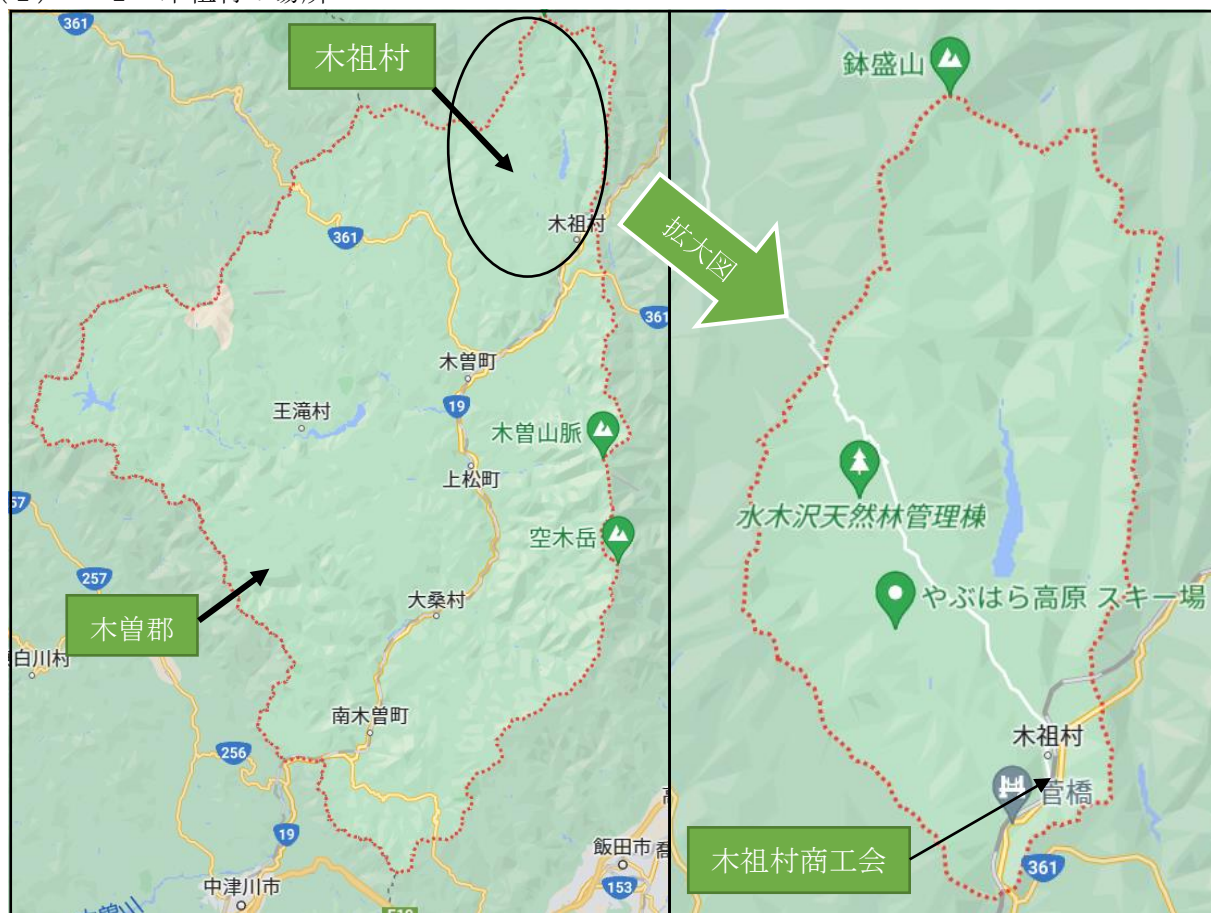 361
木祖村
361
木祖村
361
木曽町
19
王滝村
木曽山脈
上松町
空木岳
257
大桑村
木曽郡
白川村
南木曽町
256
19
飯田市
中津川市
153
鉢盛山
拡大図
水木沢天然林管理棟
やぶはら高原 スキー場
木祖村
菅橋
木祖村商工会
361